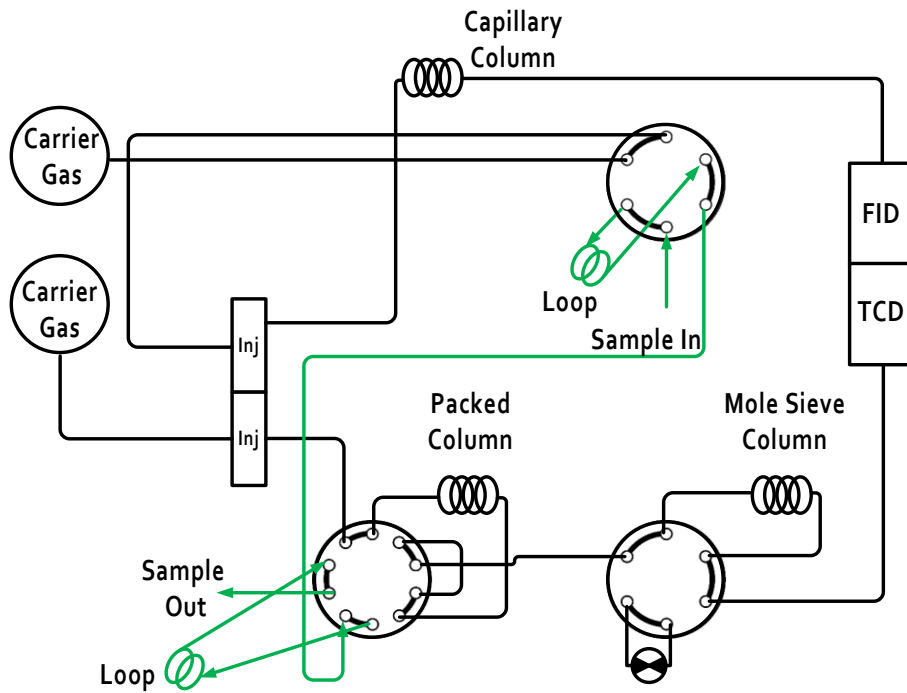 Capillary
Column
Carrier
Gas
FID
Carrier
Gas
Loop
TCD
Sample In
Inj
Inj
Packed
Column
Mole Sieve
Column
Sample
Out
Loop